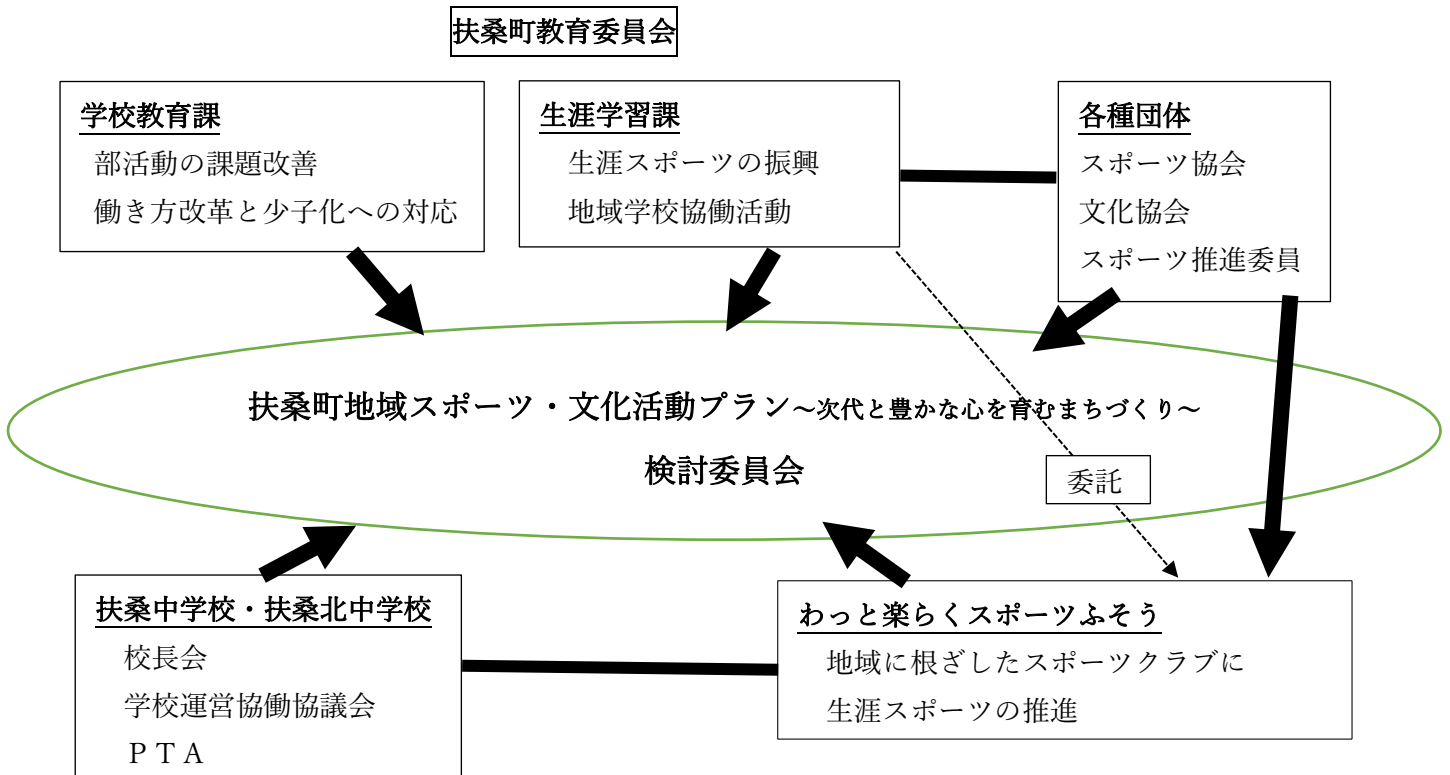 扶桑町教育委員会
学校教育課
部活動の課題改善
働き方改革と少子化への対応
生涯学習課
生涯スポーツの振興
地域学校協働活動
各種団体
スポーツ協会
文化協会
スポーツ推進委員
扶桑町地域スポーツ・文化活動プラン～次代と豊かな心を育むまちづくり～
検討委員会
委託
扶桑中学校・扶桑北中学校
校長会
学校運営協働協議会
ＰＴＡ
わっと楽らくスポーツふそう
地域に根ざしたスポーツクラブに
生涯スポーツの推進